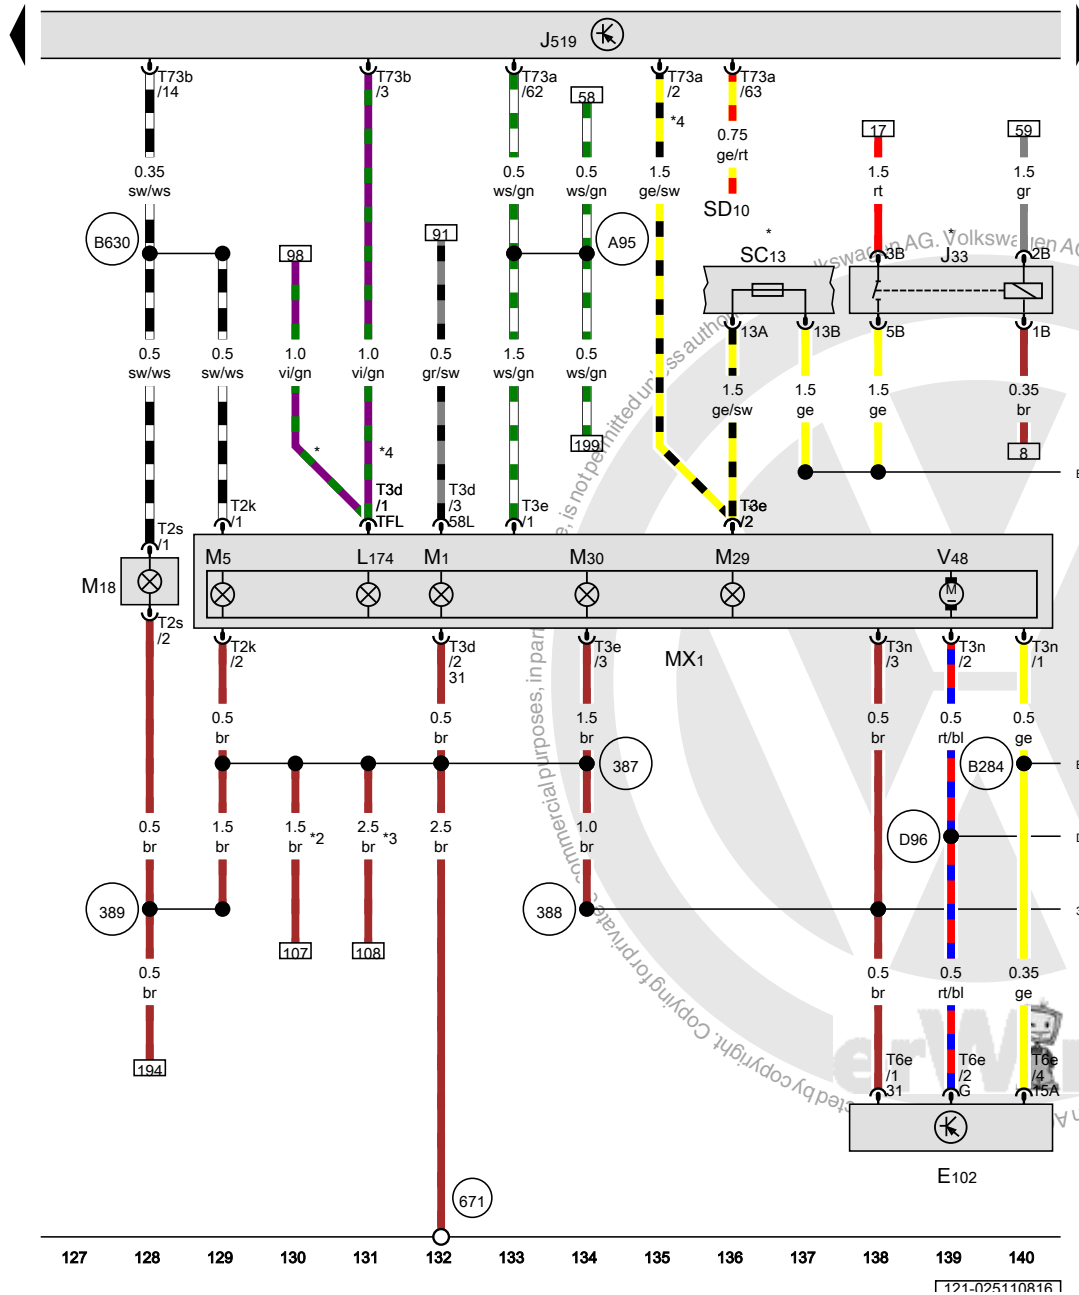 J519
T73b /14
T73b /3
T73a /62
T73a /2
T73a /63
58
*4
17
59
0.35 sw/ws
0.5 ws/gn
0.5 ws/gn
1.5 ge/sw
0.75 ge/rt
1.5 rt
1.5 gr
SD10
B630
98
91
A95
*
SC13
*
J33
3B
2B
13A
13B
5B
1B
0.5 sw/ws
0.5 sw/ws
1.0 vi/gn
1.0 vi/gn
0.5 gr/sw
1.5 ws/gn
0.5 ws/gn
1.5 ge/sw
1.5 ge
1.5 ge
0.35 br
*
*4
199
8
T2s /1
T2k /1
T3d /1 TFL
T3d /3 58L
T3e /1
T3e /2
M18
M5
L174
M1
M30
M29
V48
M
T2s /2
T2k /2
T3d /2 31
T3e /3
MX1
T3n /3
T3n /2
T3n /1
0.5 br
0.5 br
1.5 br
0.5 br
0.5 rt/bl
0.5 ge
387
B284
0.5 br
1.5 br
1.5 br *2
2.5 br *3
2.5 br
1.0 br
D96
389
388
107
108
0.5 br
0.5 br
0.5 rt/bl
0.35 ge
194
T6e /1 31
T6e /2 G
T6e /4 15A
E102
671
127 128 129 130 131 132 133 134 135 136 137 138 139 140
121-025110816